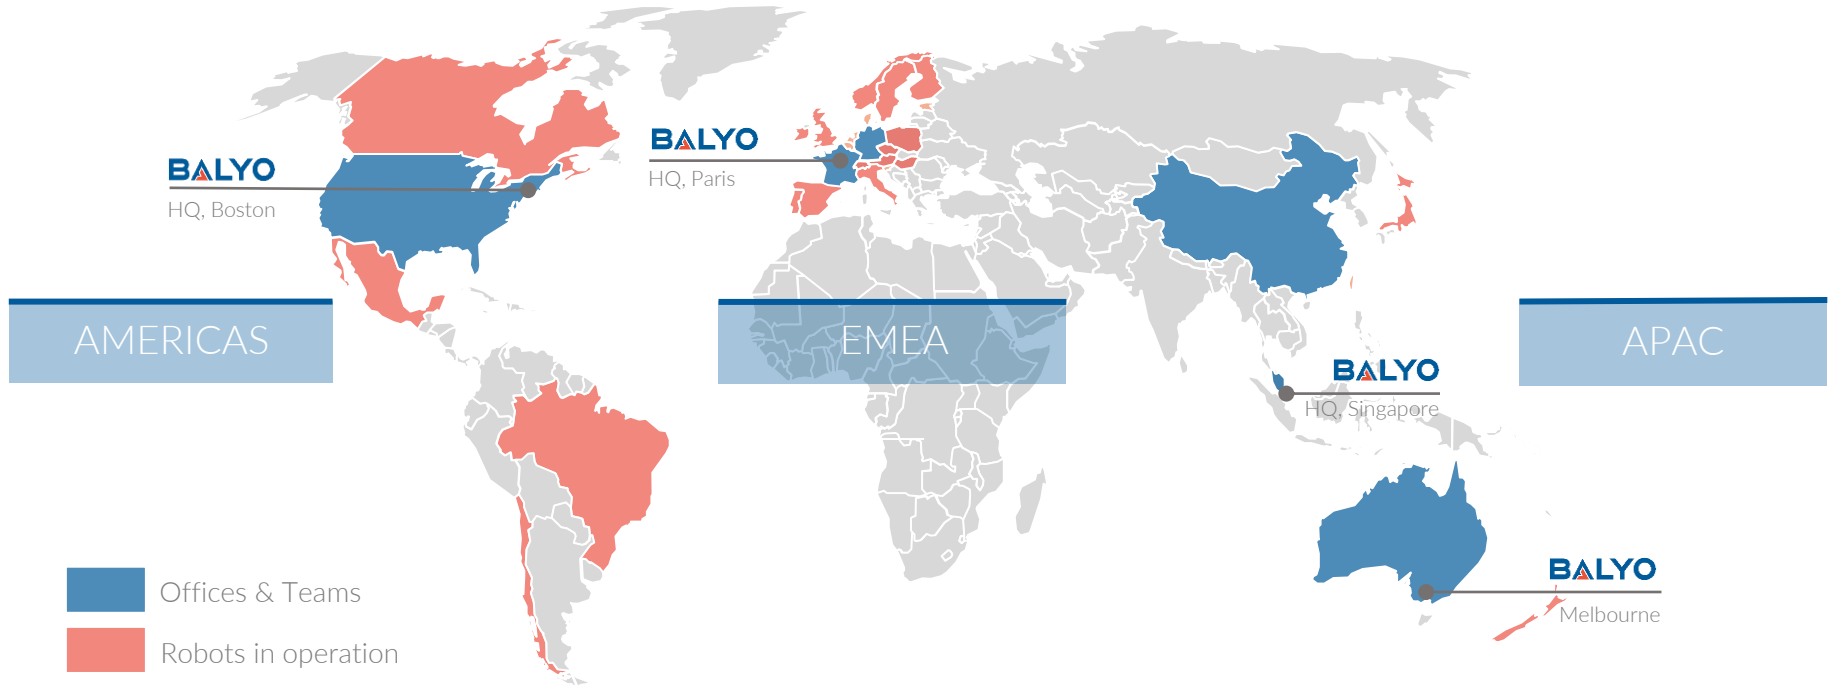 BALYO
HQ, Paris
BALYO
HQ, Boston
AMERICAS
EMEA
APAC
BALYO
HQ, Singapore
BALYO
Melbourne
Offices & Teams
Robots in operation